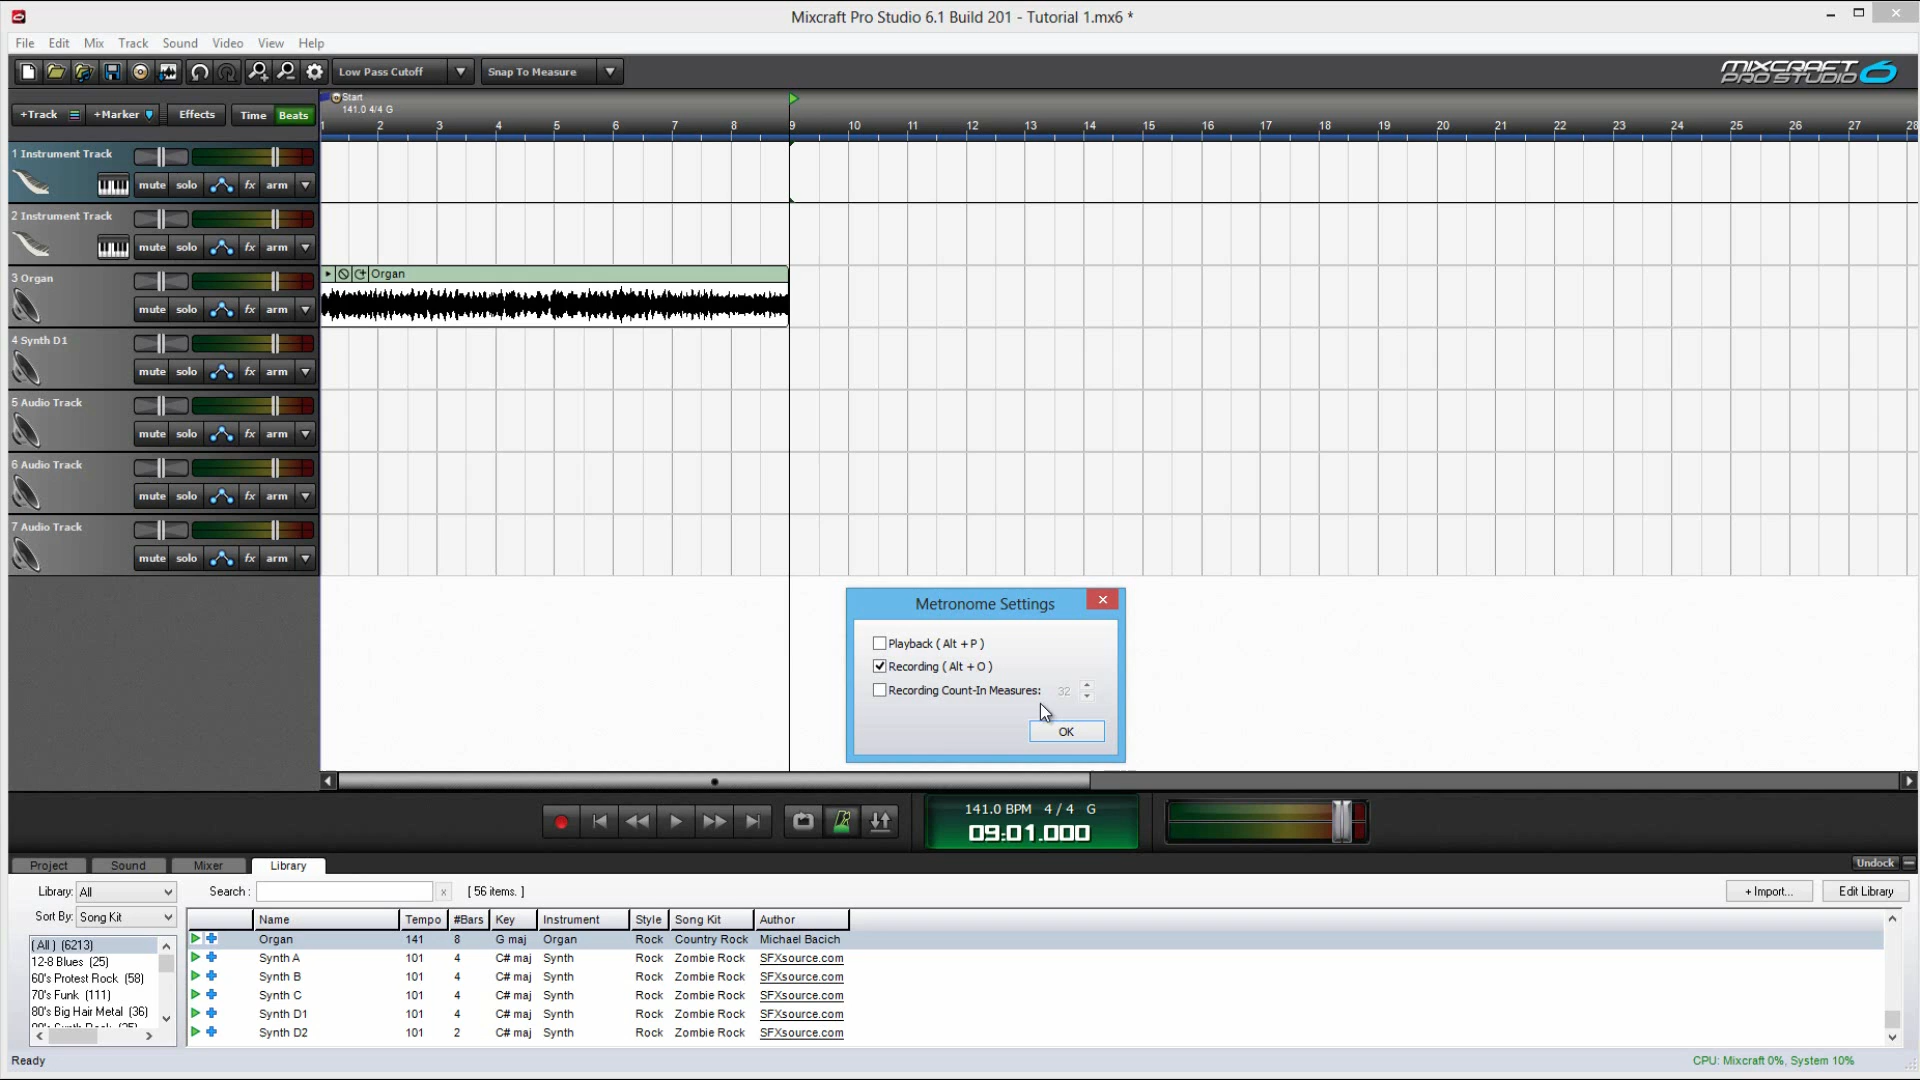 Mixcraft Pro Studio 6.1 Build 201 - Tutorial 1.mx6 *
File Edit Mix Track Sound Video View Help
Low Pass Cutoff Snap To Measure
MIXCRAFT PRO STUDIO 6
+Track +Marker Effects Time Beats
Start
141.0 4/4 G
1 2 3 4 5 6 7 8 9 10 11 12 13 14 15 16 17 18 19 20 21 22 23 24 25 26 27 28
1 Instrument Track
mute solo fx arm
2 Instrument Track
mute solo fx arm
3 Organ
mute solo fx arm
Organ
4 Synth D1
mute solo fx arm
5 Audio Track
mute solo fx arm
6 Audio Track
mute solo fx arm
7 Audio Track
mute solo fx arm
Metronome Settings
Playback ( Alt + P )
Recording ( Alt + O )
Recording Count-In Measures: 32
OK
141.0 BPM 4 / 4 G
09:01.000
Project Sound Mixer Library
Undock
Library: All Search : x [ 56 items. ] + Import... Edit Library
Sort By: Song Kit
( All ) (6213)
12-8 Blues (25)
60's Protest Rock (58)
70's Funk (111)
80's Big Hair Metal (36)
Name Tempo #Bars Key Instrument Style Song Kit Author
Organ 141 8 G maj Organ Rock Country Rock Michael Bacich
Synth A 101 4 C# maj Synth Rock Zombie Rock SFXsource.com
Synth B 101 4 C# maj Synth Rock Zombie Rock SFXsource.com
Synth C 101 4 C# maj Synth Rock Zombie Rock SFXsource.com
Synth D1 101 4 C# maj Synth Rock Zombie Rock SFXsource.com
Synth D2 101 2 C# maj Synth Rock Zombie Rock SFXsource.com
Ready
CPU: Mixcraft 0%, System 10%